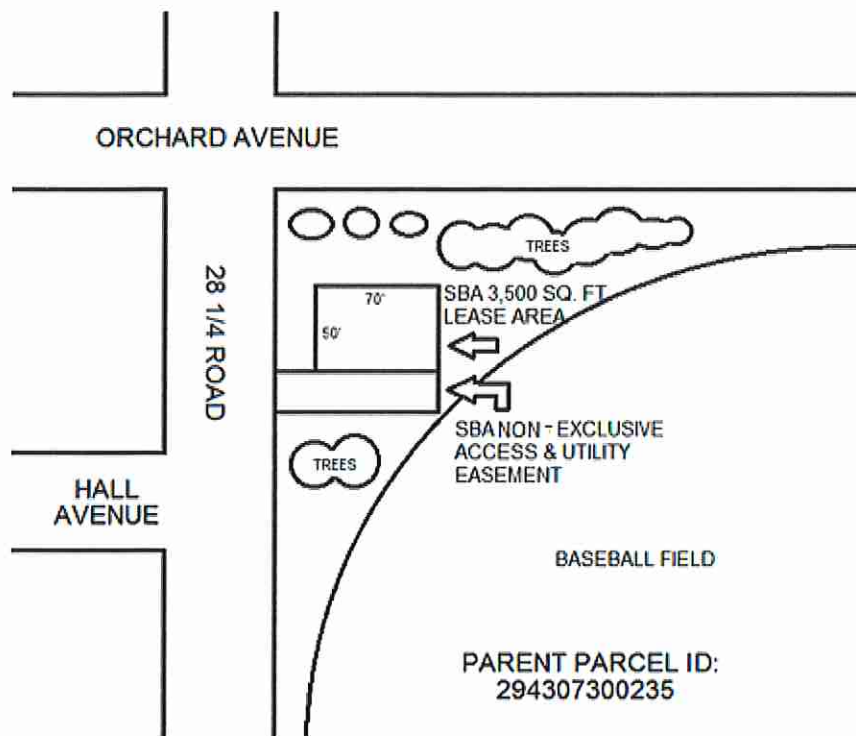 ORCHARD AVENUE
TREES
28 1/4 ROAD
70'
50'
SBA 3,500 SQ. FT
LEASE AREA
SBA NON - EXCLUSIVE
ACCESS & UTILITY
EASEMENT
TREES
HALL
AVENUE
BASEBALL FIELD
PARENT PARCEL ID:
294307300235